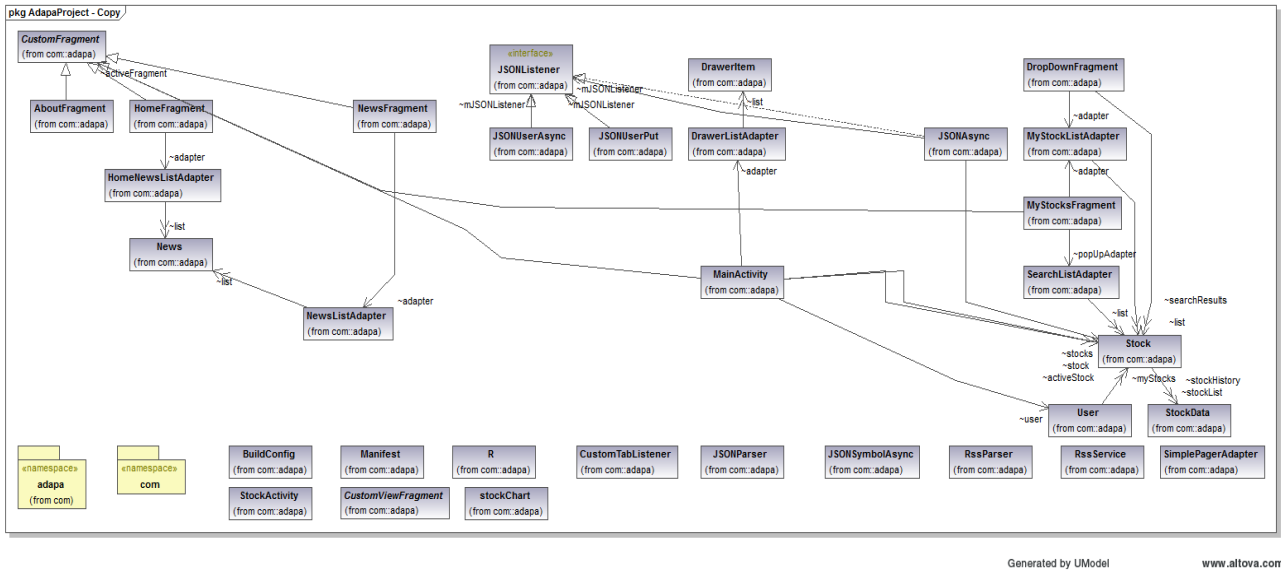 pkg AdapaProject - Copy
CustomFragment
(from com::adapa)
~activeFragment
AboutFragment
(from com::adapa)
HomeFragment
(from com::adapa)
NewsFragment
(from com::adapa)
~adapter
HomeNewsListAdapter
(from com::adapa)
~list
News
(from com::adapa)
~list
~adapter
NewsListAdapter
(from com::adapa)
«interface»
JSONListener
(from com::adapa)
~mJSONListener
~mJSONListener
~mJSONListener
JSONUserAsync
(from com::adapa)
JSONUserPut
(from com::adapa)
DrawerItem
(from com::adapa)
~list
DrawerListAdapter
(from com::adapa)
~adapter
JSONAsync
(from com::adapa)
DropDownFragment
(from com::adapa)
~adapter
MyStockListAdapter
(from com::adapa)
~adapter
MyStocksFragment
(from com::adapa)
~popUpAdapter
MainActivity
(from com::adapa)
SearchListAdapter
(from com::adapa)
~searchResults
~list
~list
Stock
(from com::adapa)
~stocks
~stock
~activeStock
~myStocks
~stockHistory
~stockList
~user
User
(from com::adapa)
StockData
(from com::adapa)
«namespace»
adapa
(from com)
«namespace»
com
BuildConfig
(from com::adapa)
Manifest
(from com::adapa)
R
(from com::adapa)
CustomTabListener
(from com::adapa)
JSONParser
(from com::adapa)
JSONSymbolAsync
(from com::adapa)
RssParser
(from com::adapa)
RssService
(from com::adapa)
SimplePagerAdapter
(from com::adapa)
StockActivity
(from com::adapa)
CustomViewFragment
(from com::adapa)
stockChart
(from com::adapa)
Generated by UModel
www.altova.com